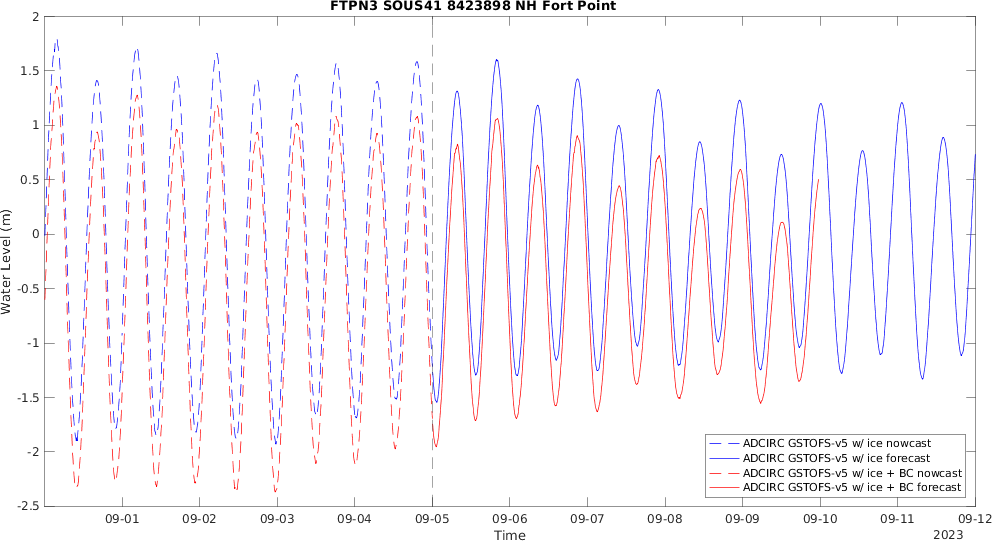 FTPN3 SOUS41 8423898 NH Fort Point
2
1.5
1
0.5
0
-0.5
-1
-1.5
-2
-2.5
Water Level (m)
09-01 09-02 09-03 09-04 09-05 09-06 09-07 09-08 09-09 09-10 09-11 09-12
Time
2023
ADCIRC GSTOFS-v5 w/ ice nowcast
ADCIRC GSTOFS-v5 w/ ice forecast
ADCIRC GSTOFS-v5 w/ ice + BC nowcast
ADCIRC GSTOFS-v5 w/ ice + BC forecast